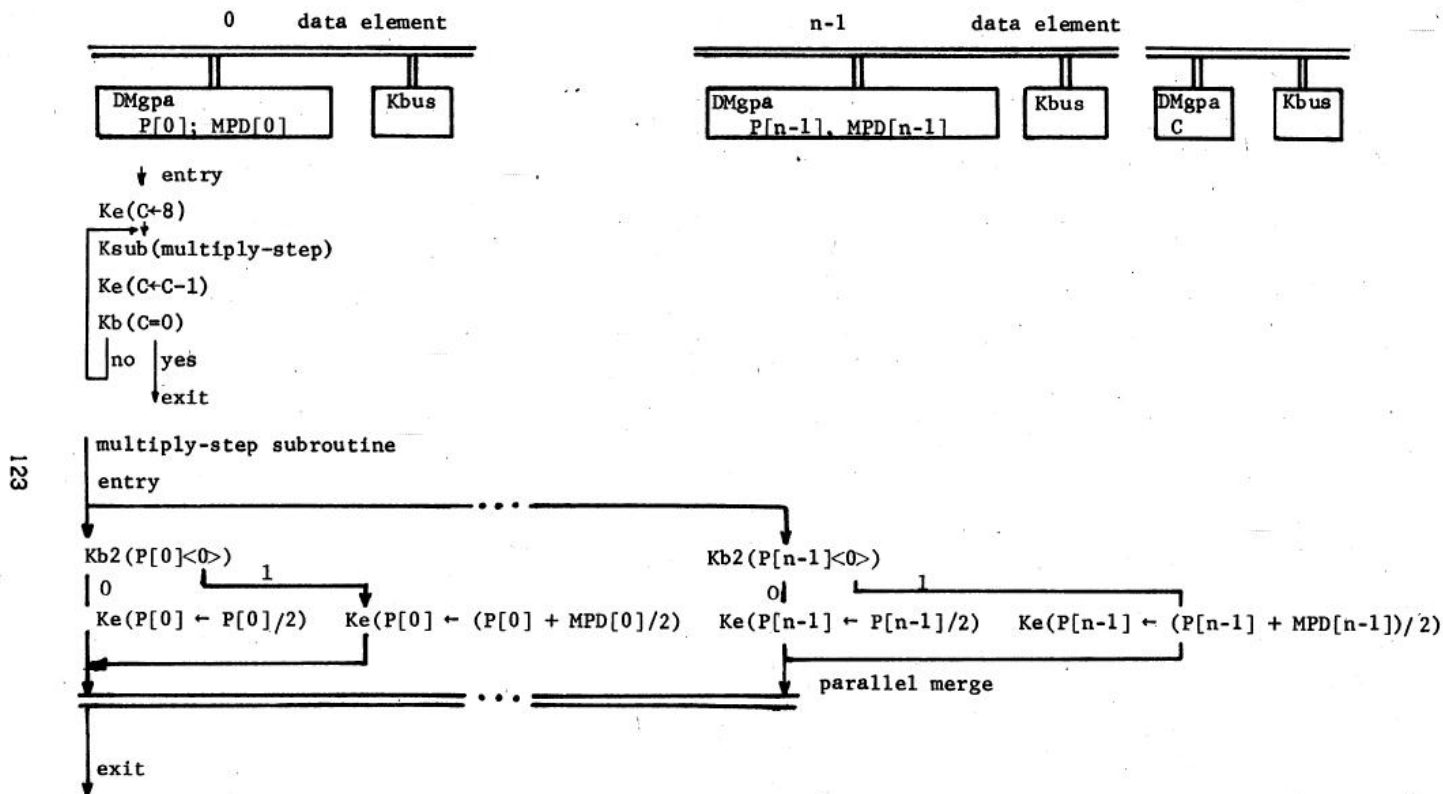 0 data element n-1 data element
DMgpa Kbus DMgpa Kbus DMgpa Kbus
P[0]; MPD[0] P[n-1], MPD[n-1] C
entry
Ke(C←8)
Ksub(multiply-step)
Ke(C←C-1)
Kb(C=0)
no yes
exit
multiply-step subroutine
entry
123
Kb2(P[0]<0>) Kb2(P[n-1]<0>)
0 1 0 1
Ke(P[0] ← P[0]/2) Ke(P[0] ← (P[0] + MPD[0]/2) Ke(P[n-1] ← P[n-1]/2) Ke(P[n-1] ← (P[n-1] + MPD[n-1])/2)
parallel merge
exit